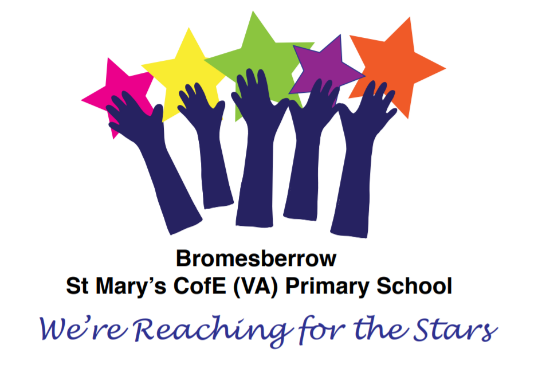 Bromesberrow
St Mary's CofE (VA) Primary School
We're Reaching for the Stars